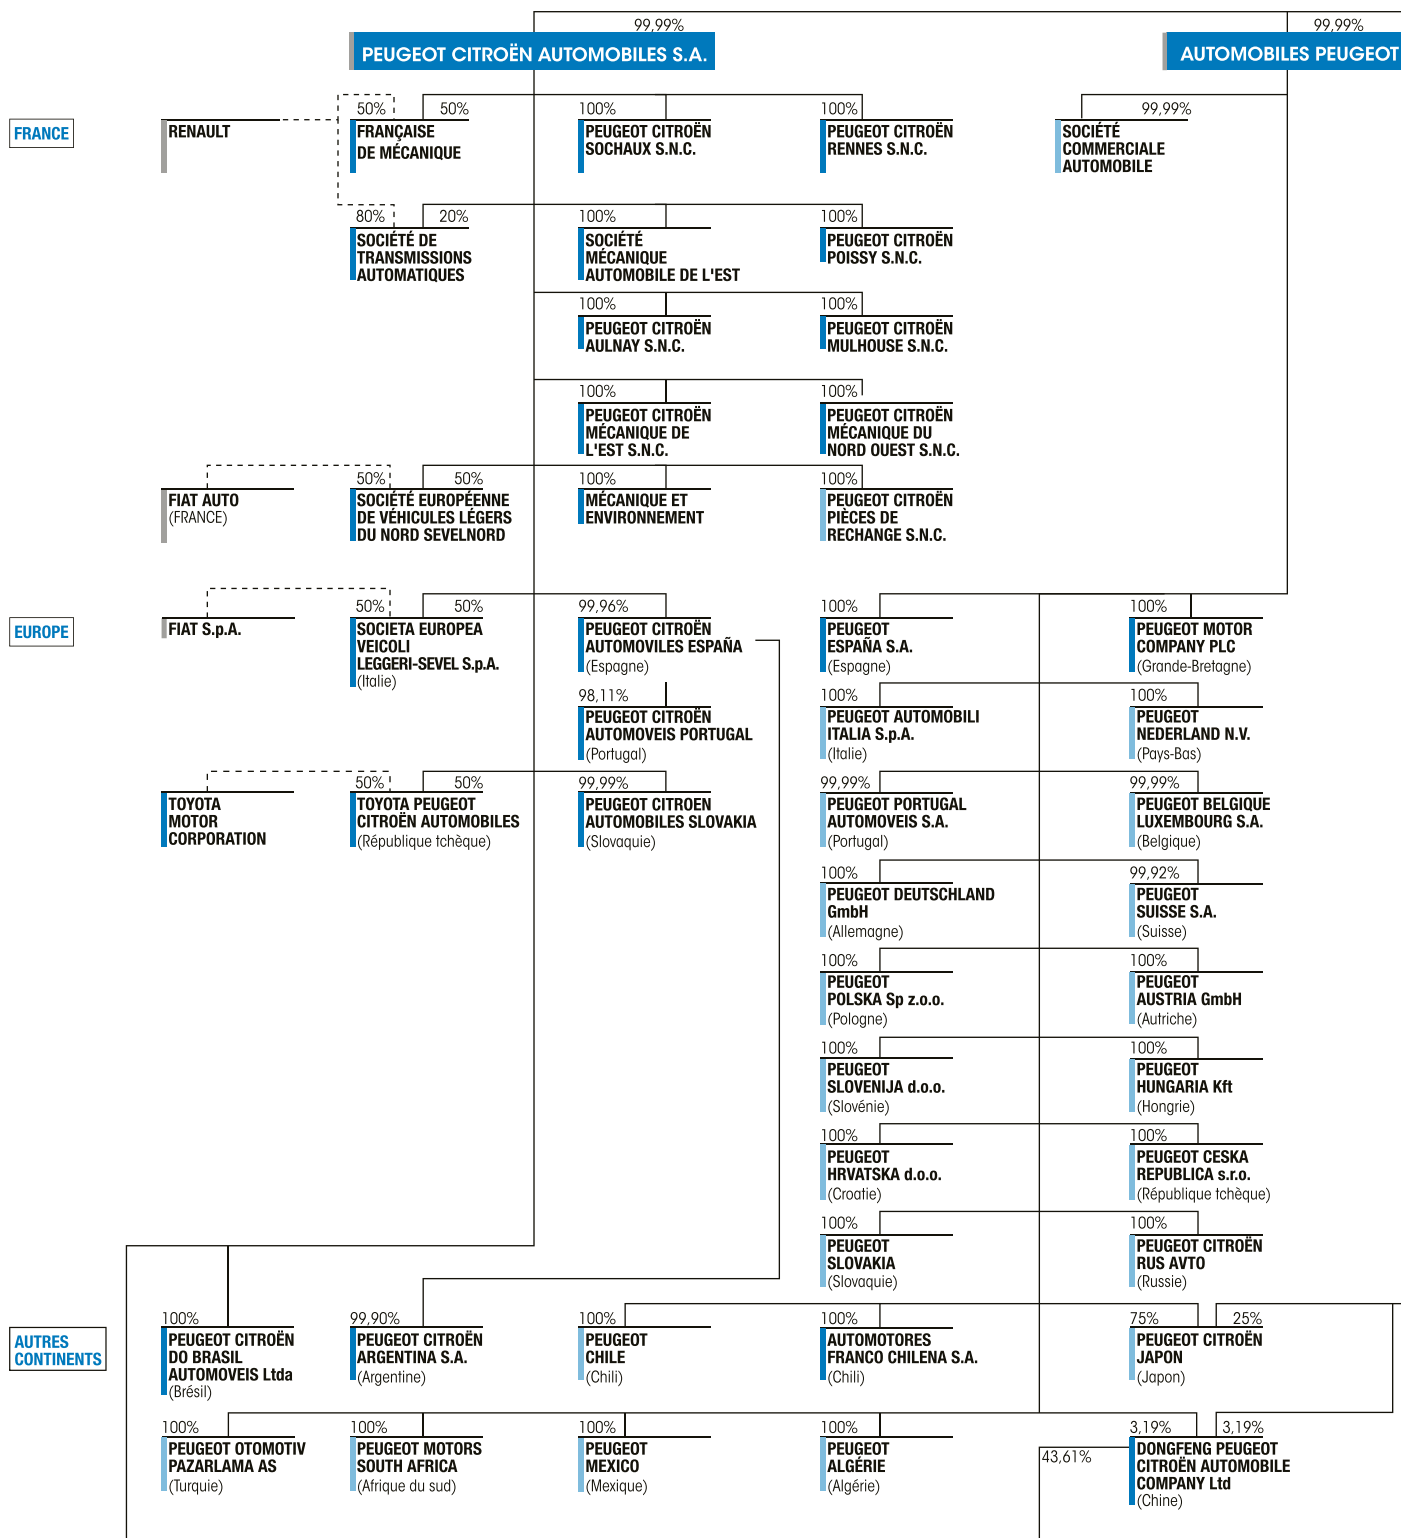 99,99%
99,99%
PEUGEOT CITROËN AUTOMOBILES S.A.
AUTOMOBILES PEUGEOT
FRANCE
RENAULT
50%
50%
FRANÇAISE
DE MÉCANIQUE
100%
PEUGEOT CITROËN
SOCHAUX S.N.C.
100%
PEUGEOT CITROËN
RENNES S.N.C.
99,99%
SOCIÉTÉ
COMMERCIALE
AUTOMOBILE
80%
20%
SOCIÉTÉ DE
TRANSMISSIONS
AUTOMATIQUES
100%
SOCIÉTÉ
MÉCANIQUE
AUTOMOBILE DE L'EST
100%
PEUGEOT CITROËN
POISSY S.N.C.
100%
PEUGEOT CITROËN
AULNAY S.N.C.
100%
PEUGEOT CITROËN
MULHOUSE S.N.C.
100%
PEUGEOT CITROËN
MÉCANIQUE DE
L'EST S.N.C.
100%
PEUGEOT CITROËN
MÉCANIQUE DU
NORD OUEST S.N.C.
FIAT AUTO
(FRANCE)
50%
50%
SOCIÉTÉ EUROPÉENNE
DE VÉHICULES LÉGERS
DU NORD SEVELNORD
100%
MÉCANIQUE ET
ENVIRONNEMENT
100%
PEUGEOT CITROËN
PIÈCES DE
RECHANGE S.N.C.
EUROPE
FIAT S.p.A.
50%
50%
SOCIETA EUROPEA
VEICOLI
LEGGERI-SEVEL S.p.A.
(Italie)
99,96%
PEUGEOT CITROËN
AUTOMOVILES ESPAÑA
(Espagne)
100%
PEUGEOT
ESPAÑA S.A.
(Espagne)
100%
PEUGEOT MOTOR
COMPANY PLC
(Grande-Bretagne)
98,11%
PEUGEOT CITROËN
AUTOMOVEIS PORTUGAL
(Portugal)
100%
PEUGEOT AUTOMOBILI
ITALIA S.p.A.
(Italie)
100%
PEUGEOT
NEDERLAND N.V.
(Pays-Bas)
TOYOTA
MOTOR
CORPORATION
50%
50%
TOYOTA PEUGEOT
CITROËN AUTOMOBILES
(République tchèque)
99,99%
PEUGEOT CITROEN
AUTOMOBILES SLOVAKIA
(Slovaquie)
99,99%
PEUGEOT PORTUGAL
AUTOMOVEIS S.A.
(Portugal)
99,99%
PEUGEOT BELGIQUE
LUXEMBOURG S.A.
(Belgique)
100%
PEUGEOT DEUTSCHLAND
GmbH
(Allemagne)
99,92%
PEUGEOT
SUISSE S.A.
(Suisse)
100%
PEUGEOT
POLSKA Sp z.o.o.
(Pologne)
100%
PEUGEOT
AUSTRIA GmbH
(Autriche)
100%
PEUGEOT
SLOVENIJA d.o.o.
(Slovénie)
100%
PEUGEOT
HUNGARIA Kft
(Hongrie)
100%
PEUGEOT
HRVATSKA d.o.o.
(Croatie)
100%
PEUGEOT CESKA
REPUBLICA s.r.o.
(République tchèque)
100%
PEUGEOT
SLOVAKIA
(Slovaquie)
100%
PEUGEOT CITROËN
RUS AVTO
(Russie)
AUTRES
CONTINENTS
100%
PEUGEOT CITROËN
DO BRASIL
AUTOMOVEIS Ltda
(Brésil)
99,90%
PEUGEOT CITROËN
ARGENTINA S.A.
(Argentine)
100%
PEUGEOT
CHILE
(Chili)
100%
AUTOMOTORES
FRANCO CHILENA S.A.
(Chili)
75%
25%
PEUGEOT CITROËN
JAPON
(Japon)
100%
PEUGEOT OTOMOTIV
PAZARLAMA AS
(Turquie)
100%
PEUGEOT MOTORS
SOUTH AFRICA
(Afrique du sud)
100%
PEUGEOT
MEXICO
(Mexique)
100%
PEUGEOT
ALGÉRIE
(Algérie)
43,61%
3,19%
3,19%
DONGFENG PEUGEOT
CITROËN AUTOMOBILE
COMPANY Ltd
(Chine)